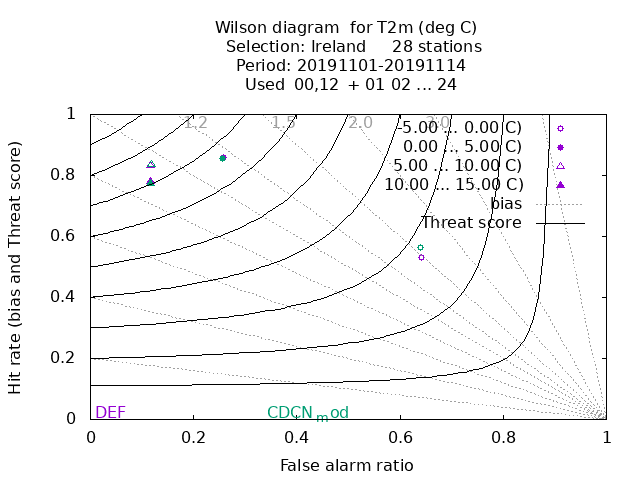 Wilson diagram  for T2m (deg C)
Selection: Ireland     28 stations
Period: 20191101-20191114
Used  00,12  + 01 02 ... 24
Hit rate (bias and Threat score)
1
0.8
0.6
0.4
0.2
0
1.2
1.5
2.0
3.0
-5.00 ... 0.00 C)
0.00 ... 5.00 C)
5.00 ... 10.00 C)
10.00 ... 15.00 C)
bias
Threat score
DEF
CDCNmod
0 0.2 0.4 0.6 0.8 1
False alarm ratio